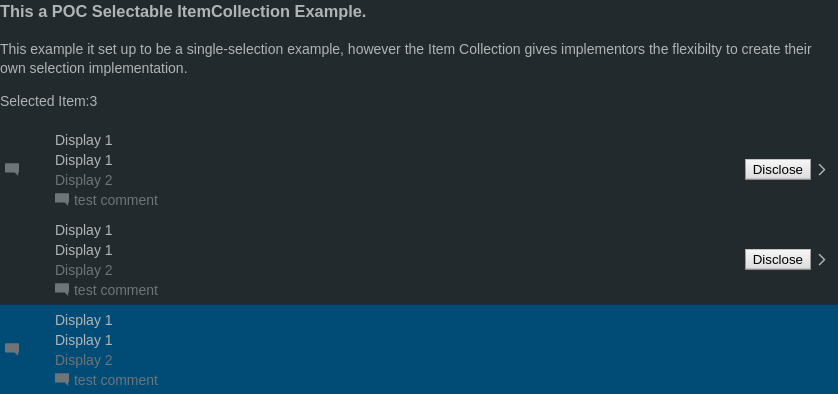 This a POC Selectable ItemCollection Example.
This example it set up to be a single-selection example, however the Item Collection gives implementors the flexibilty to create their
own selection implementation.
Selected Item:3
Display 1
Display 1
Display 2
test comment
Disclose
Display 1
Display 1
Display 2
test comment
Disclose
Display 1
Display 1
Display 2
test comment